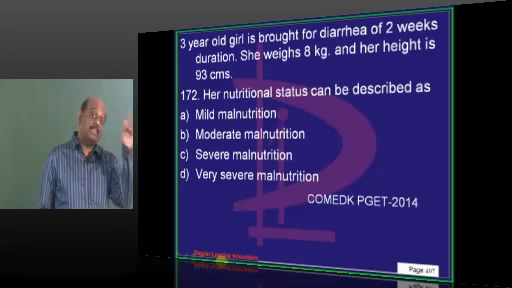 3 year old girl is brought for diarrhea of 2 weeks
duration. She weighs 8 kg. and her height is
93 cms.
172. Her nutritional status can be described as
a) Mild malnutrition
b) Moderate malnutrition
c) Severe malnutrition
d) Very severe malnutrition
COMEDK PGET-2014
Page 497